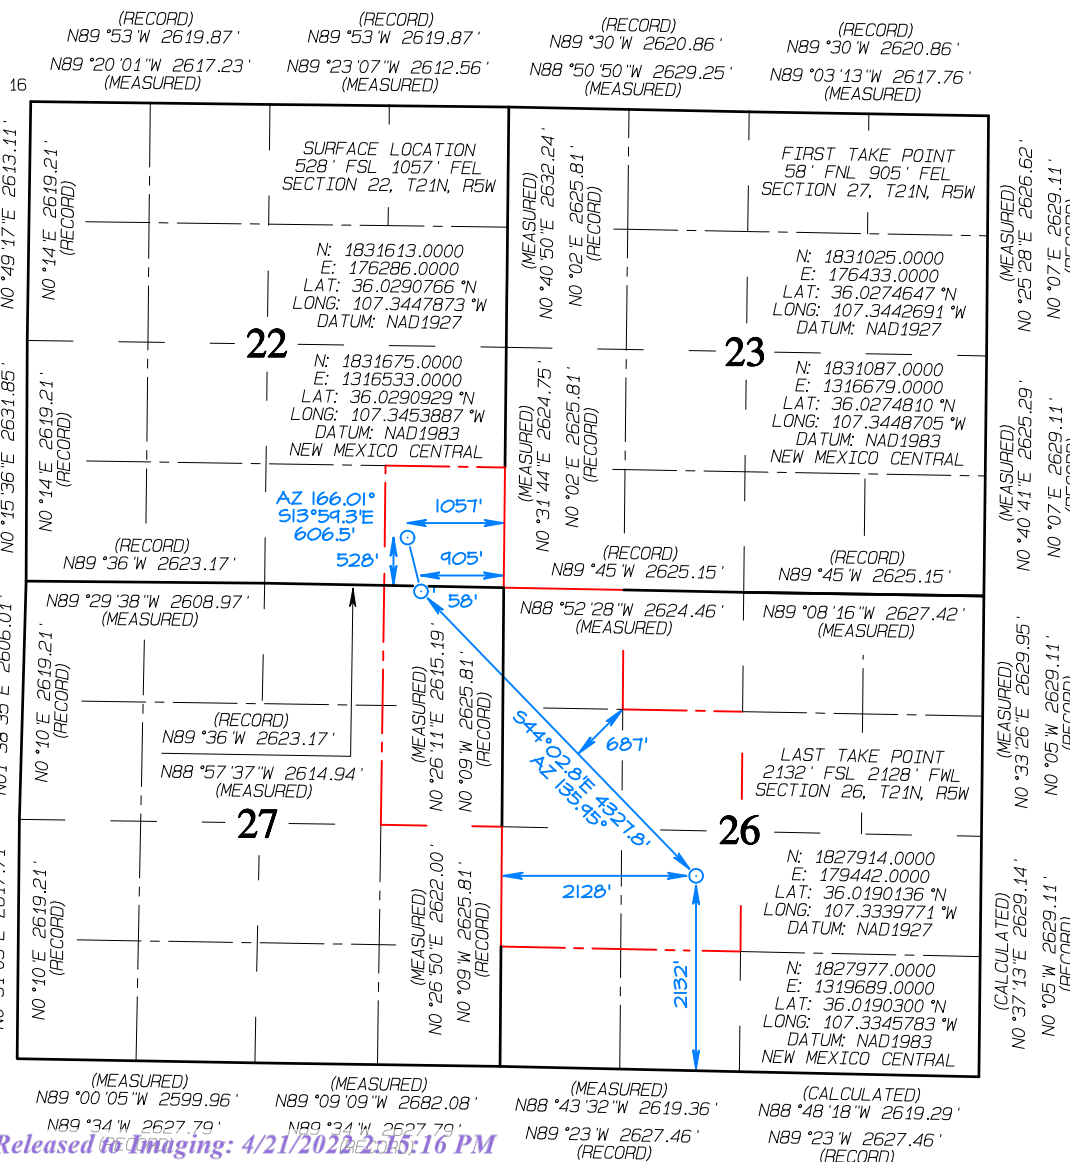 (RECORD)
N89°53'W 2619.87'
N89°20'01"W 2617.23'
(MEASURED)
(RECORD)
N89°53'W 2619.87'
N89°23'07"W 2612.56'
(MEASURED)
(RECORD)
N89°30'W 2620.86'
N88°50'50"W 2629.25'
(MEASURED)
(RECORD)
N89°30'W 2620.86'
N89°03'13"W 2617.76'
(MEASURED)
16
N0°49'17"E 2613.11'
N0°14'E 2619.21'
(RECORD)
SURFACE LOCATION
528' FSL 1057' FEL
SECTION 22, T21N, R5W
N: 1831613.0000
E: 176286.0000
LAT: 36.0290766°N
LONG: 107.3447873°W
DATUM: NAD1927
22
N: 1831675.0000
E: 1316533.0000
LAT: 36.0290929°N
LONG: 107.3453887°W
DATUM: NAD1983
NEW MEXICO CENTRAL
(MEASURED)
N0°40'50"E 2632.24'
N0°02'E 2625.81'
(RECORD)
FIRST TAKE POINT
58' FNL 905' FEL
SECTION 27, T21N, R5W
N: 1831025.0000
E: 176433.0000
LAT: 36.0274647°N
LONG: 107.3442691°W
DATUM: NAD1927
23
N: 1831087.0000
E: 1316679.0000
LAT: 36.0274810°N
LONG: 107.3448705°W
DATUM: NAD1983
NEW MEXICO CENTRAL
(MEASURED)
N0°25'28"E 2626.62'
N0°07'E 2629.11'
(RECORD)
N0°15'36"E 2631.85'
N0°14'E 2619.21'
(RECORD)
(MEASURED)
N0°31'44"E 2624.75'
N0°02'E 2625.81'
(RECORD)
(MEASURED)
N0°40'41"E 2625.29'
N0°07'E 2629.11'
(RECORD)
AZ 166.01°
S13°59.3'E
606.5'
1057'
528'
905'
58'
(RECORD)
N89°36'W 2623.17'
(RECORD)
N89°45'W 2625.15'
(RECORD)
N89°45'W 2625.15'
N89°29'38"W 2608.97'
(MEASURED)
N88°52'28"W 2624.46'
(MEASURED)
N89°08'16"W 2627.42'
(MEASURED)
2606.01'
N0°10'E 2619.21'
(RECORD)
(RECORD)
N89°36'W 2623.17'
N88°57'37"W 2614.94'
(MEASURED)
27
(MEASURED)
N0°26'11"E 2615.19'
N0°09'W 2625.81'
(RECORD)
S44°02.8'E 4327.8'
AZ 135.95°
687'
LAST TAKE POINT
2132' FSL 2128' FWL
SECTION 26, T21N, R5W
26
N: 1827914.0000
E: 179442.0000
LAT: 36.0190136°N
LONG: 107.3339771°W
DATUM: NAD1927
N: 1827977.0000
E: 1319689.0000
LAT: 36.0190300°N
LONG: 107.3345783°W
DATUM: NAD1983
NEW MEXICO CENTRAL
(MEASURED)
N0°33'26"E 2629.95'
N0°05'W 2629.11'
(RECORD)
N0°10'E 2619.21'
(RECORD)
(MEASURED)
N0°26'50"E 2622.00'
N0°09'W 2625.81'
(RECORD)
2128'
2132'
(CALCULATED)
N0°37'13"E 2629.14'
N0°05'W 2629.11'
(RECORD)
(MEASURED)
N89°00'05"W 2599.96'
N89°34'W 2627.79'
(RECORD)
(MEASURED)
N89°09'09"W 2682.08'
N89°34'W 2627.79'
(RECORD)
(MEASURED)
N88°43'32"W 2619.36'
N89°23'W 2627.46'
(RECORD)
(CALCULATED)
N88°48'18"W 2619.29'
N89°23'W 2627.46'
(RECORD)
Released to Imaging: 4/21/2022 2:15:16 PM